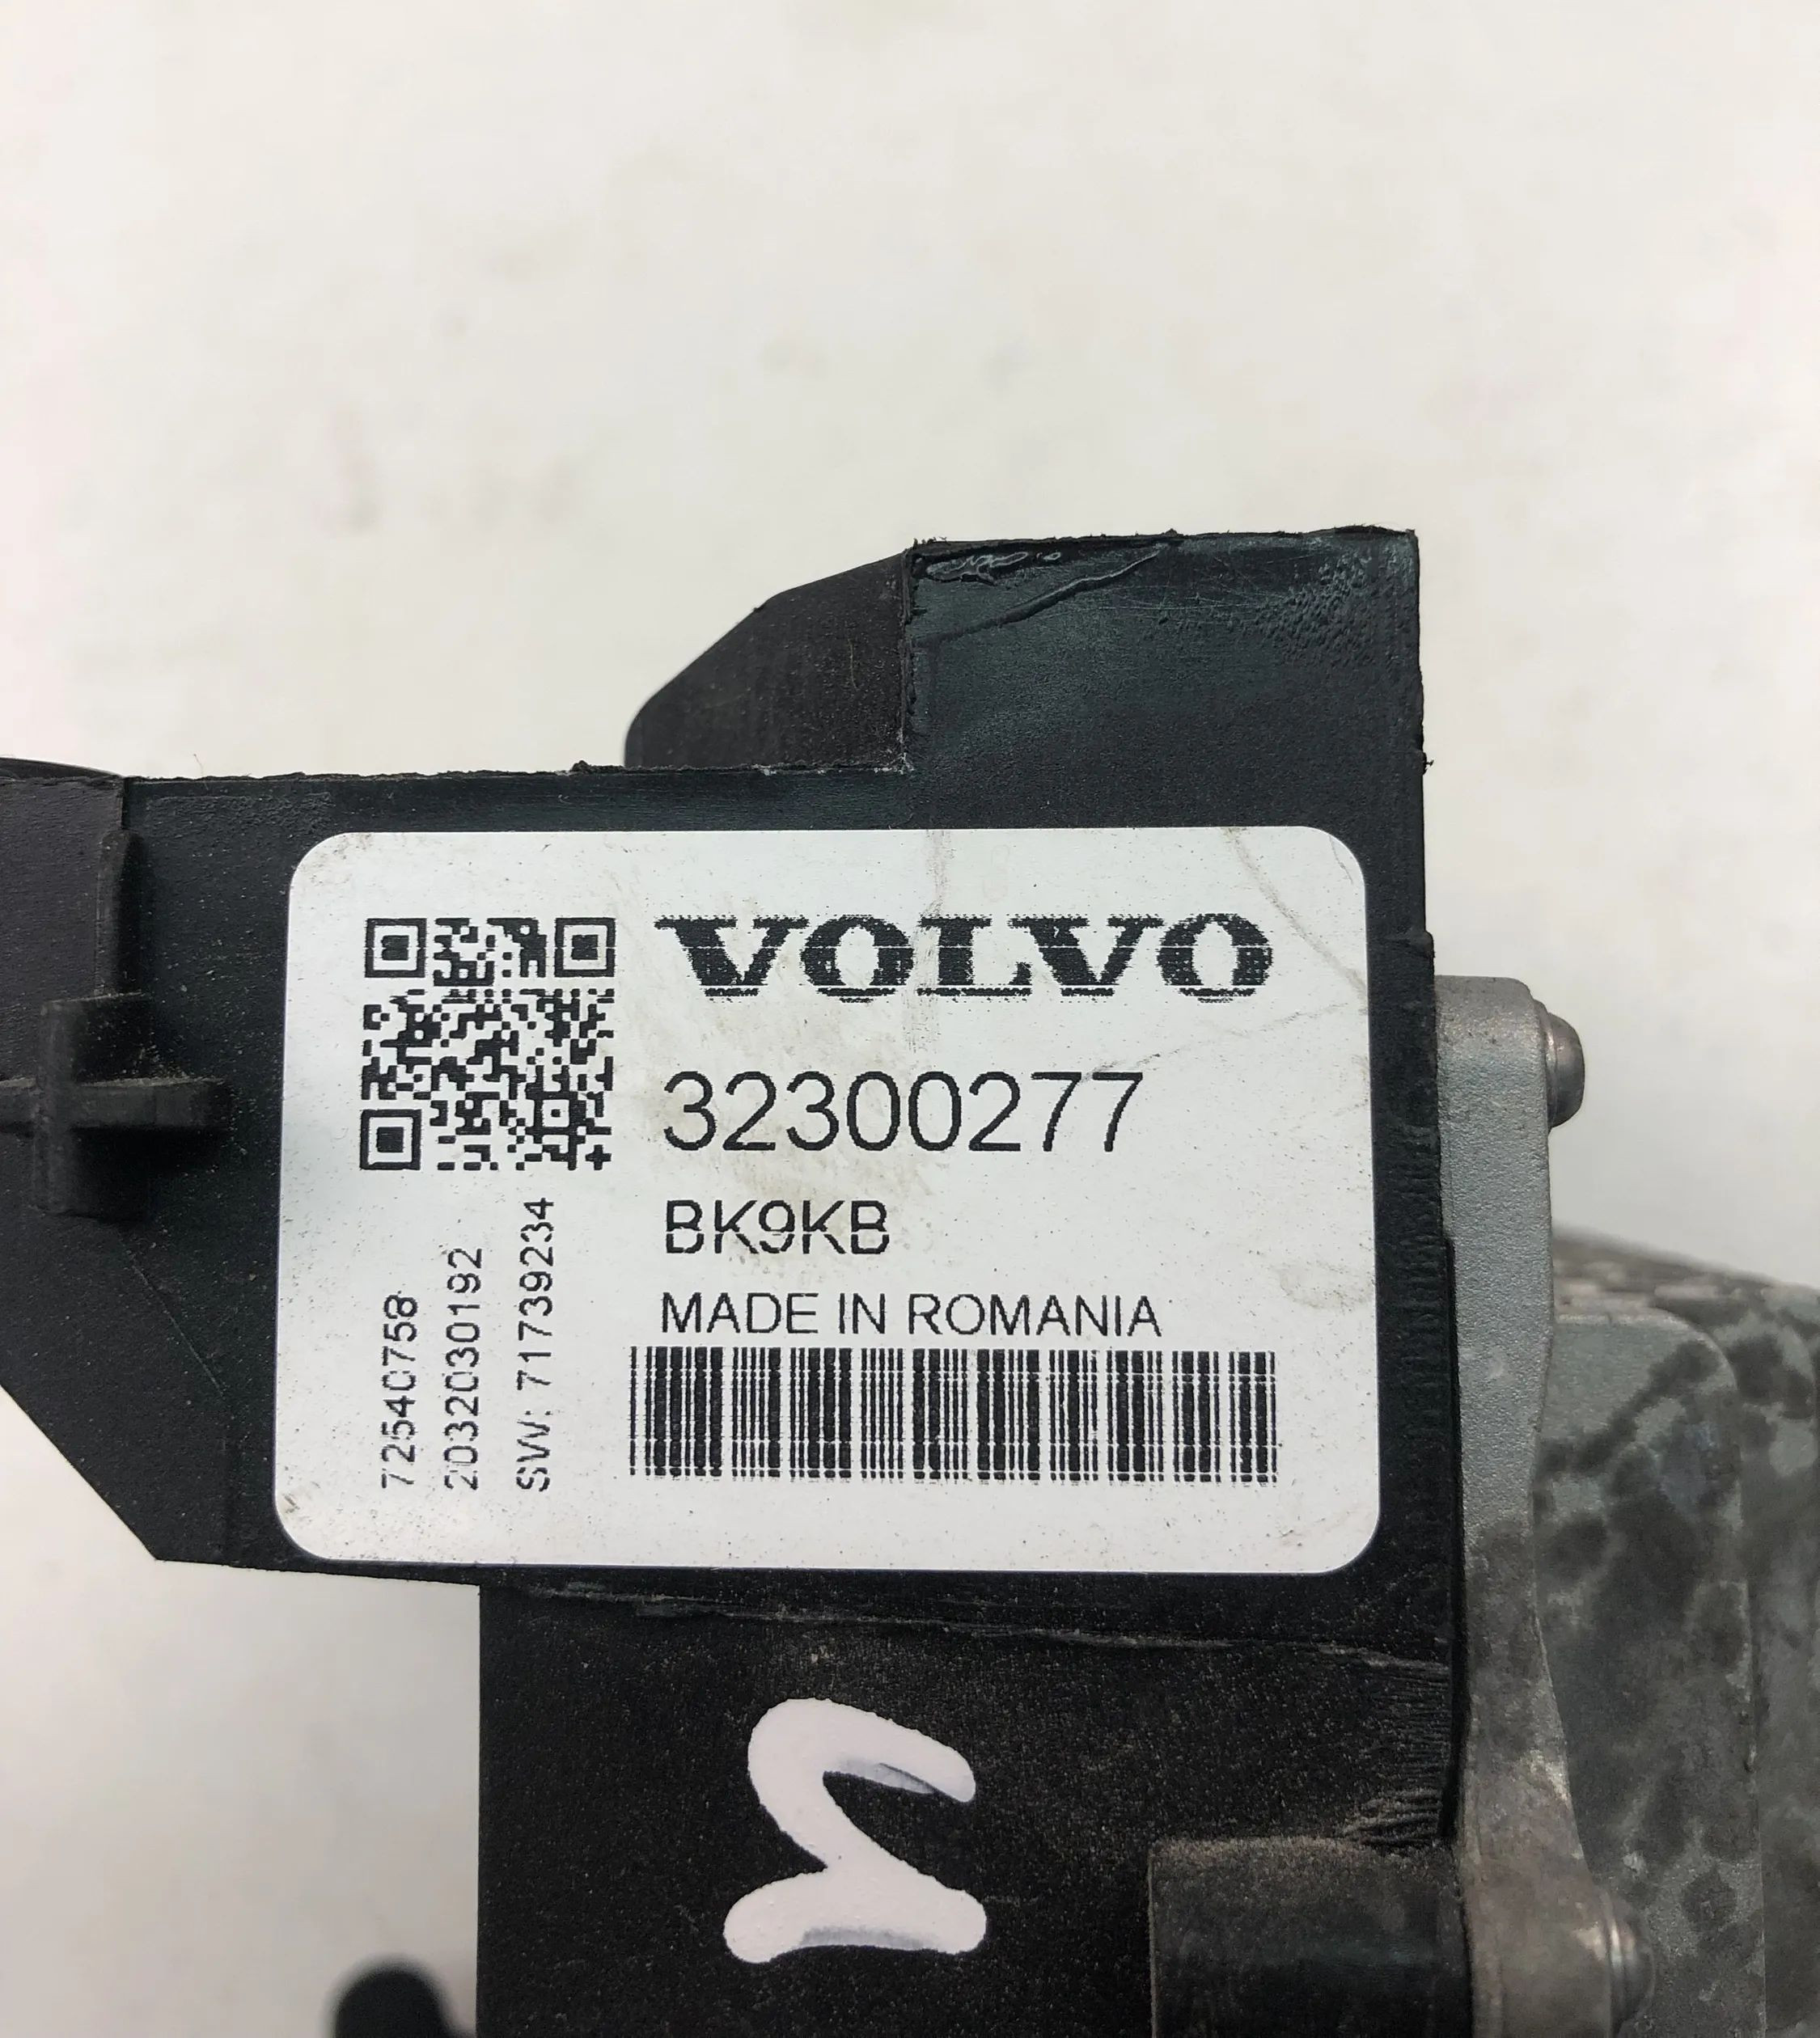 VOLVO
32300277
BK9KB
MADE IN ROMANIA
72540758
2032030192
SW: 71739234